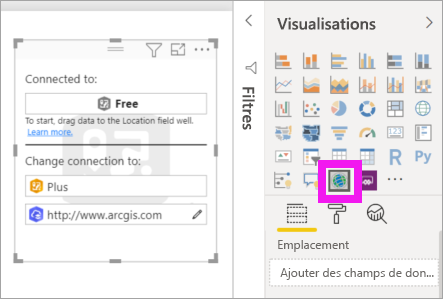 Connected to:
Free
To start, drag data to the Location field well.
Learn more.
Change connection to:
Plus
http://www.arcgis.com
Filtres
Visualisations
R Py
Emplacement
Ajouter des champs de don...